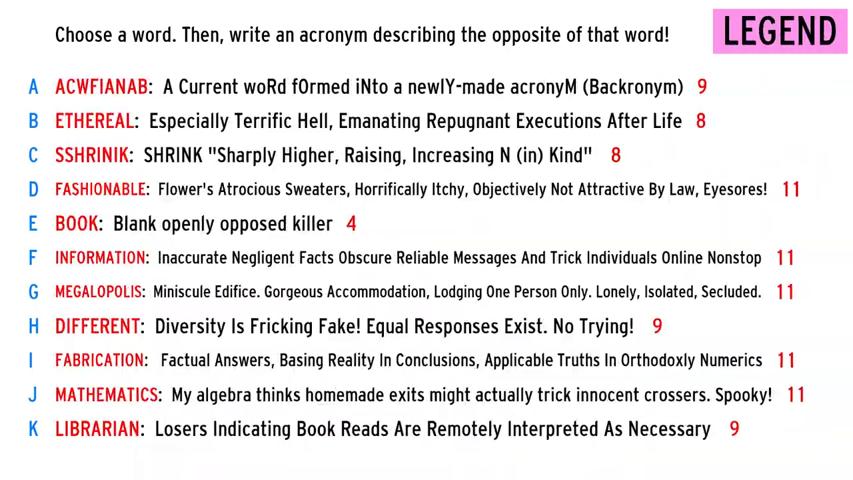 Choose a word. Then, write an acronym describing the opposite of that word!
LEGEND
A ACWFIANAB: A Current woRd fOrmed iNto a newlY-made acronyM (Backronym) 9
B ETHEREAL: Especially Terrific Hell, Emanating Repugnant Executions After Life 8
C SSHRINIK: SHRINK "Sharply Higher, Raising, Increasing N (in) Kind" 8
D FASHIONABLE: Flower's Atrocious Sweaters, Horrifically Itchy, Objectively Not Attractive By Law, Eyesores! 11
E BOOK: Blank openly opposed killer 4
F INFORMATION: Inaccurate Negligent Facts Obscure Reliable Messages And Trick Individuals Online Nonstop 11
G MEGALOPOLIS: Miniscule Edifice. Gorgeous Accommodation, Lodging One Person Only. Lonely, Isolated, Secluded. 11
H DIFFERENT: Diversity Is Fricking Fake! Equal Responses Exist. No Trying! 9
I FABRICATION: Factual Answers, Basing Reality In Conclusions, Applicable Truths In Orthodoxly Numerics 11
J MATHEMATICS: My algebra thinks homemade exits might actually trick innocent crossers. Spooky! 11
K LIBRARIAN: Losers Indicating Book Reads Are Remotely Interpreted As Necessary 9